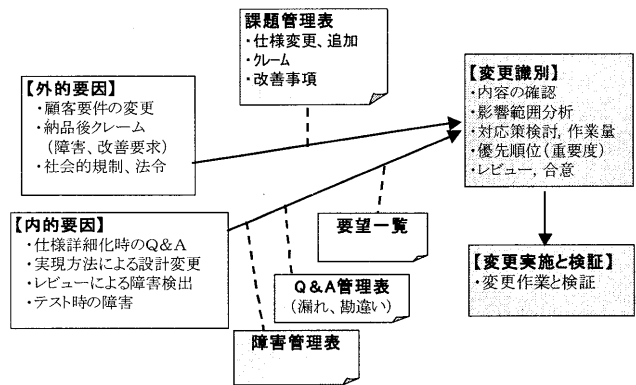 課題管理表
・仕様変更、追加
・クレーム
・改善事項
【外的要因】
・顧客要件の変更
・納品後クレーム
(障害、改善要求)
・社会的規制、法令
【変更識別】
・内容の確認
・影響範囲分析
・対応策検討, 作業量
・優先順位(重要度)
・レビュー, 合意
【内的要因】
・仕様詳細化時のQ&A
・実現方法による設計変更
・レビューによる障害検出
・テスト時の障害
要望一覧
Q&A管理表
(漏れ、勘違い)
障害管理表
【変更実施と検証】
・変更作業と検証